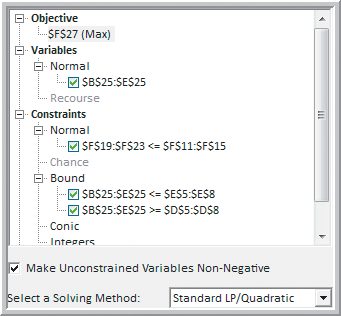 Objective
$F$27 (Max)
Variables
Normal
$B$25:$E$25
Recourse
Constraints
Normal
$F$19:$F$23 <= $F$11:$F$15
Chance
Bound
$B$25:$E$25 <= $E$5:$E$8
$B$25:$E$25 >= $D$5:$D$8
Conic
Integers
Make Unconstrained Variables Non-Negative
Select a Solving Method: Standard LP/Quadratic